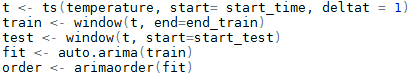 t <- ts(temperature, start= start_time, deltat = 1)
train <- window(t, end=end_train)
test <- window(t, start=start_test)
fit <- auto.arima(train)
order <- arimaorder(fit)